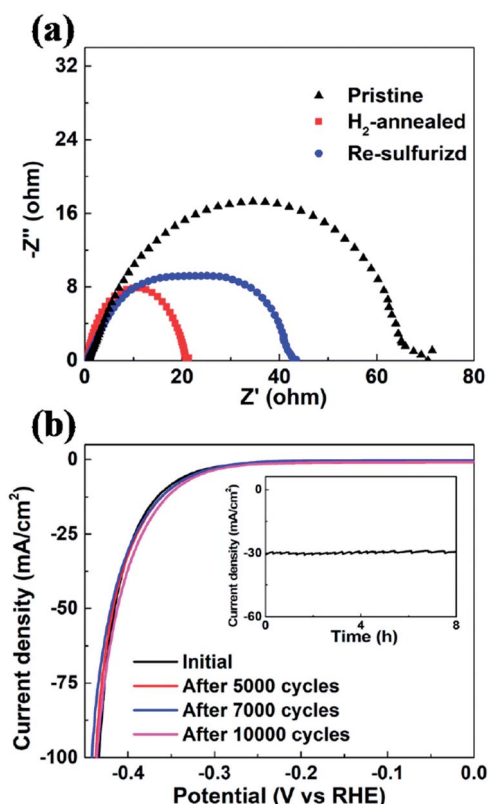 (a)
32
24
16
8
0
-Z'' (ohm)
Pristine
H₂-annealed
Re-sulfurizd
0 20 40 60 80
Z' (ohm)
(b)
0
-25
-50
-75
-100
Current density (mA/cm²)
0
-30
-60
Current density (mA/cm²)
0 4 8
Time (h)
Initial
After 5000 cycles
After 7000 cycles
After 10000 cycles
-0.4 -0.3 -0.2 -0.1 0.0
Potential (V vs RHE)